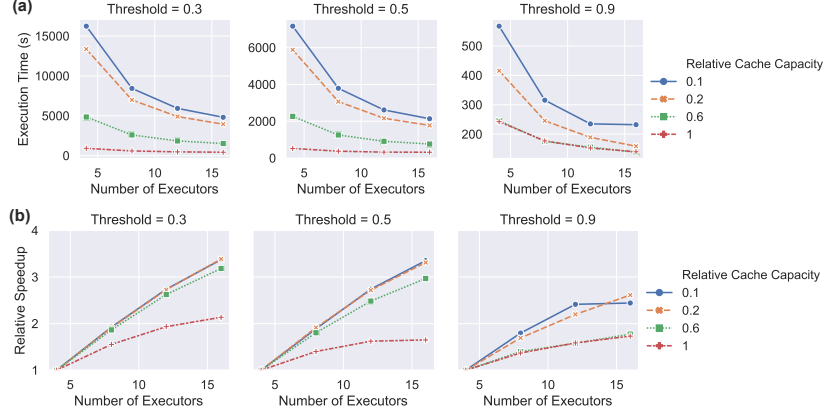 (a)
Threshold = 0.3 Threshold = 0.5 Threshold = 0.9
Execution Time (s)
15000
10000
5000
0
5 10 15
Number of Executors
6000
4000
2000
0
5 10 15
Number of Executors
500
400
300
200
5 10 15
Number of Executors
Relative Cache Capacity
0.1
0.2
0.6
1
(b)
Threshold = 0.3 Threshold = 0.5 Threshold = 0.9
Relative Speedup
4
3
2
1
5 10 15
Number of Executors
5 10 15
Number of Executors
5 10 15
Number of Executors
Relative Cache Capacity
0.1
0.2
0.6
1